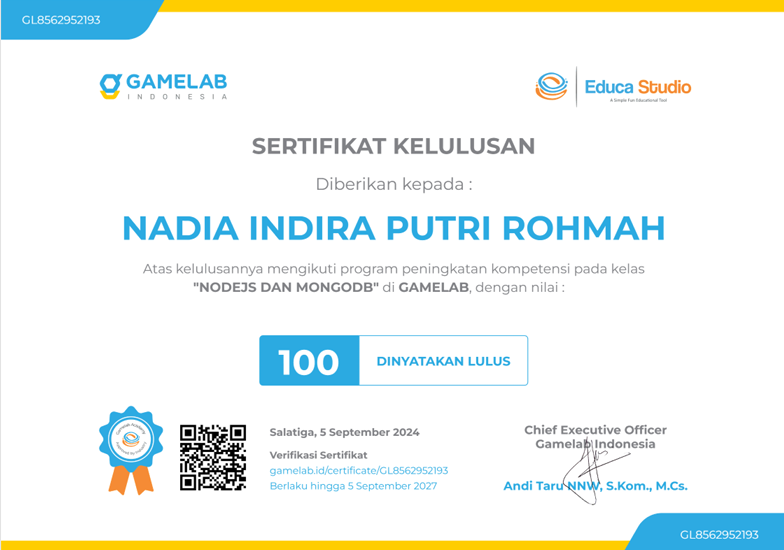 GL8562952193
GAMELAB
INDONESIA
Educa Studio
A Simple Fun Educational Tool
SERTIFIKAT KELULUSAN
Diberikan kepada :
NADIA INDIRA PUTRI ROHMAH
Atas kelulusannya mengikuti program peningkatan kompetensi pada kelas
"NODEJS DAN MONGODB" di GAMELAB, dengan nilai :
100
DINYATAKAN LULUS
Salatiga, 5 September 2024
Verifikasi Sertifikat
gamelab.id/certificate/GL8562952193
Berlaku hingga 5 September 2027
Chief Executive Officer
Gamelab Indonesia
Andi Taru NNW, S.Kom., M.Cs.
GL8562952193